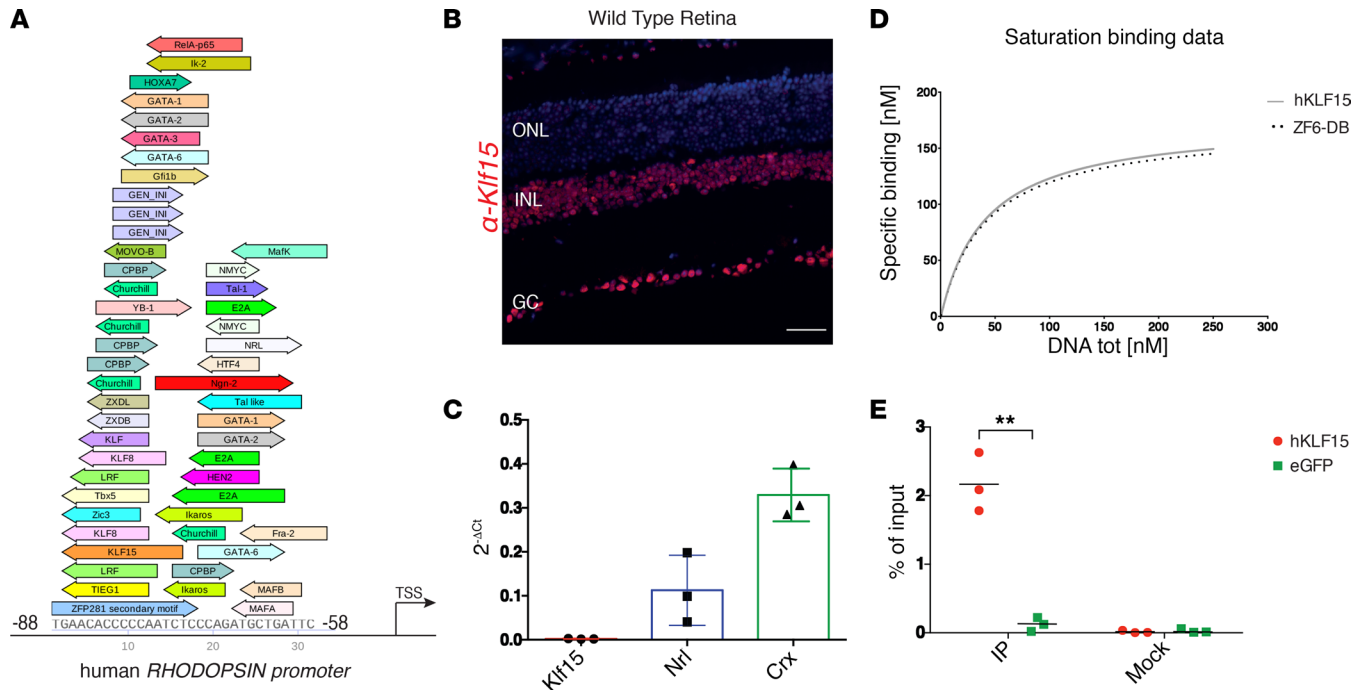 A
RelA-p65
Ik-2
HOXA7
GATA-1
GATA-2
GATA-3
GATA-6
Gfi1b
GEN_INI
GEN_INI
GEN_INI
MOVO-B MafK
CPBP NMYC
Churchill Tal-1
YB-1 E2A
Churchill NMYC
CPBP NRL
CPBP HTF4
Churchill Ngn-2
ZXDL Tal like
ZXDB GATA-1
KLF GATA-2
KLF8 E2A
LRF HEN2
Tbx5 E2A
Zic3 Ikaros
KLF8 Churchill Fra-2
KLF15 GATA-6
LRF CPBP
TIEG1 Ikaros MAFB
ZFP281 secondary motif MAFA
TSS
-88 TGAACACCCCCAATCTCCCAGATGCTGATTC -58
10 20 30
human RHODOPSIN promoter
B
Wild Type Retina
α-Klf15
ONL
INL
GC
C
2-ΔCt
0.5
0.4
0.3
0.2
0.1
0.0
Klf15 Nrl Crx
D
Saturation binding data
Specific binding [nM]
200
150
100
50
0
0 50 100 150 200 250 300
DNA tot [nM]
hKLF15
ZF6-DB
E
% of input
3
2
1
0
**
IP Mock
hKLF15
eGFP